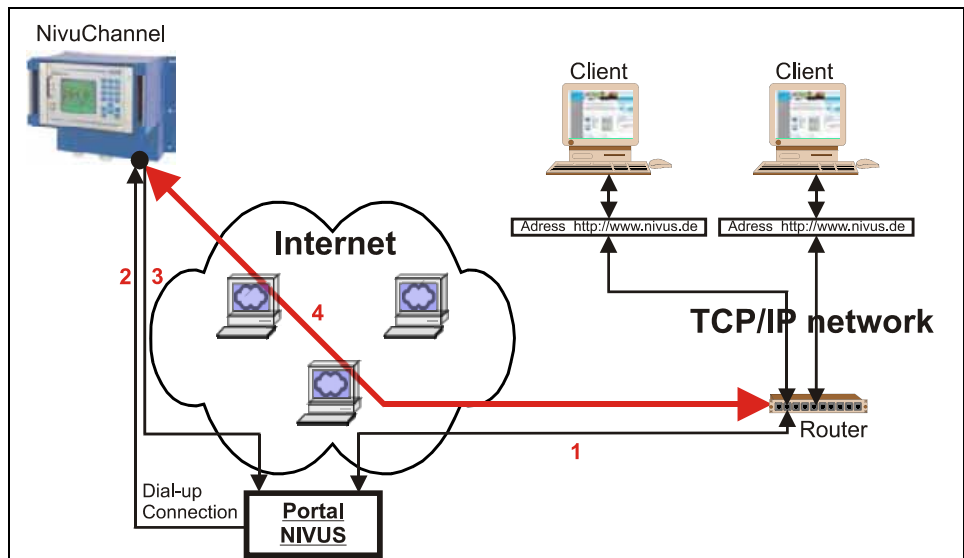 NivuChannel
Client
Client
Adress http://www.nivus.de
Adress http://www.nivus.de
Internet
2
3
4
TCP/IP network
Router
1
Dial-up
Connection
Portal
NIVUS